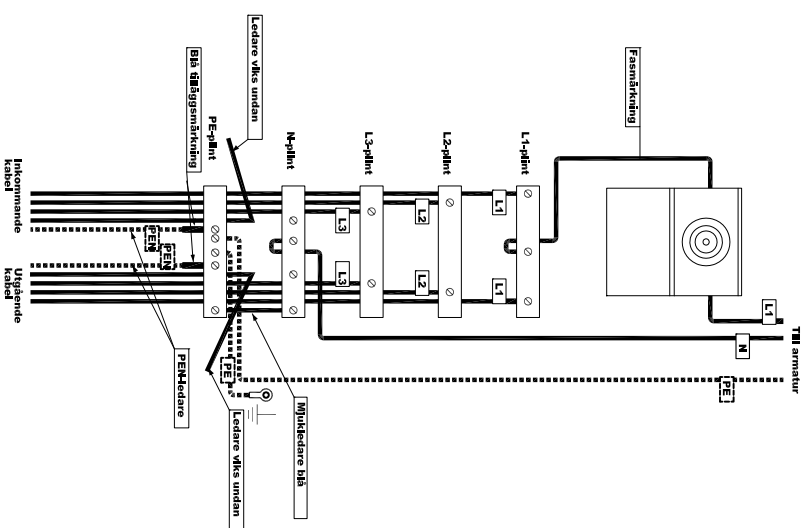 Ledare viks undan
Blå tilläggsmärkning
PE-plint
N-plint
L3-plint
L2-plint
L1-plint
Fasmärkning
Inkommande
kabel
Utgående
kabel
PEN
PEN
L3
L2
L1
L3
L2
L1
L1
N
Till armatur
PE
PE
PEN-ledare
Ledare viks undan
Mjukledare blå